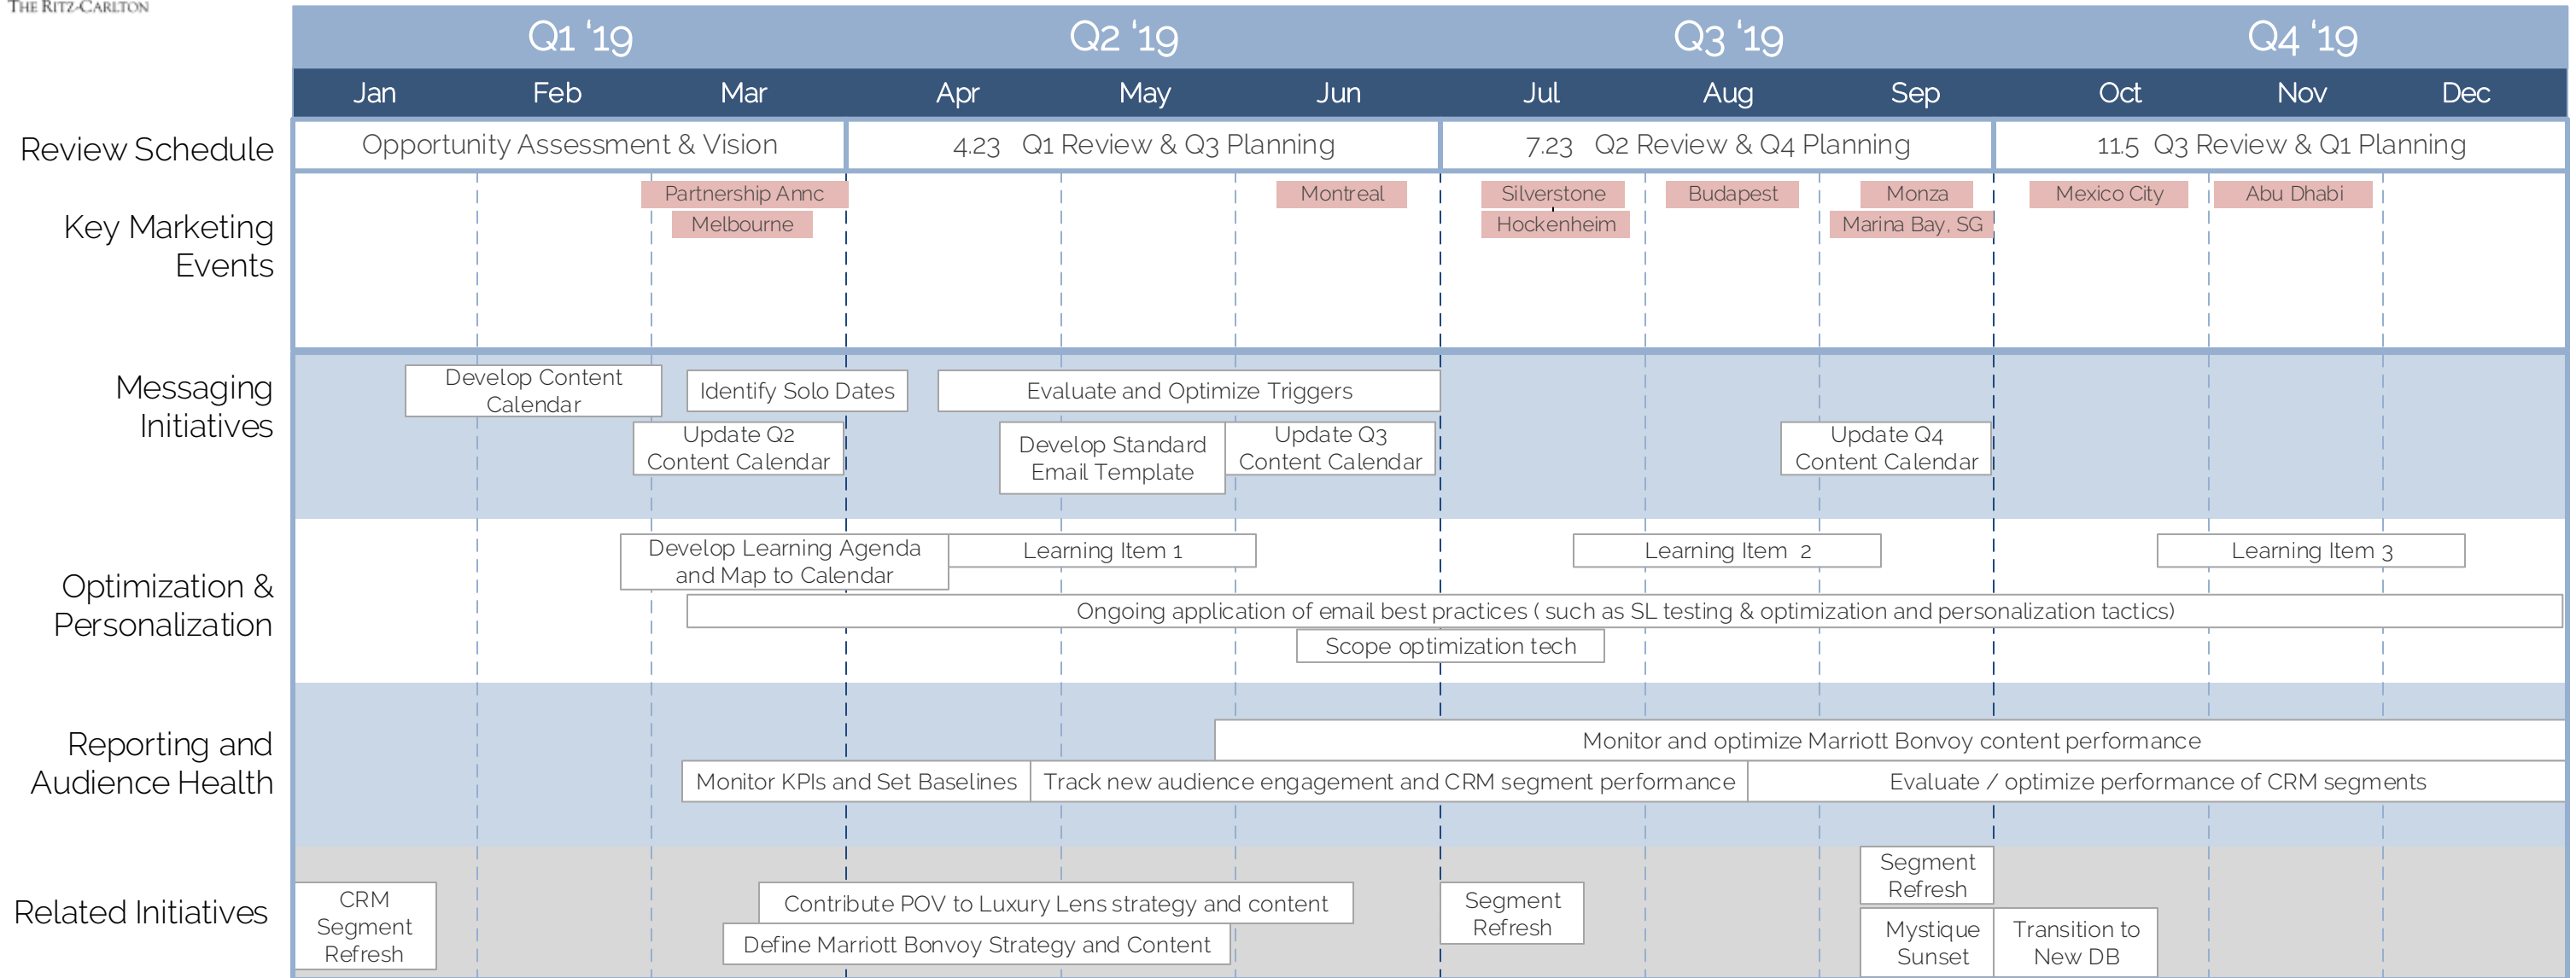 THE RITZ-CARLTON
Q1 ‘19 Q2 ‘19 Q3 ‘19 Q4 ‘19
Jan Feb Mar Apr May Jun Jul Aug Sep Oct Nov Dec
Review Schedule
Opportunity Assessment & Vision
4.23 Q1 Review & Q3 Planning
7.23 Q2 Review & Q4 Planning
11.5 Q3 Review & Q1 Planning
Key Marketing
Events
Partnership Annc
Melbourne
Montreal
Silverstone
Hockenheim
Budapest
Monza
Marina Bay, SG
Mexico City
Abu Dhabi
Messaging
Initiatives
Develop Content
Calendar
Identify Solo Dates
Evaluate and Optimize Triggers
Update Q2
Content Calendar
Develop Standard
Email Template
Update Q3
Content Calendar
Update Q4
Content Calendar
Optimization &
Personalization
Develop Learning Agenda
and Map to Calendar
Learning Item 1
Learning Item 2
Learning Item 3
Ongoing application of email best practices ( such as SL testing & optimization and personalization tactics)
Scope optimization tech
Reporting and
Audience Health
Monitor and optimize Marriott Bonvoy content performance
Monitor KPIs and Set Baselines
Track new audience engagement and CRM segment performance
Evaluate / optimize performance of CRM segments
Related Initiatives
CRM
Segment
Refresh
Contribute POV to Luxury Lens strategy and content
Define Marriott Bonvoy Strategy and Content
Segment
Refresh
Segment
Refresh
Mystique
Sunset
Transition to
New DB